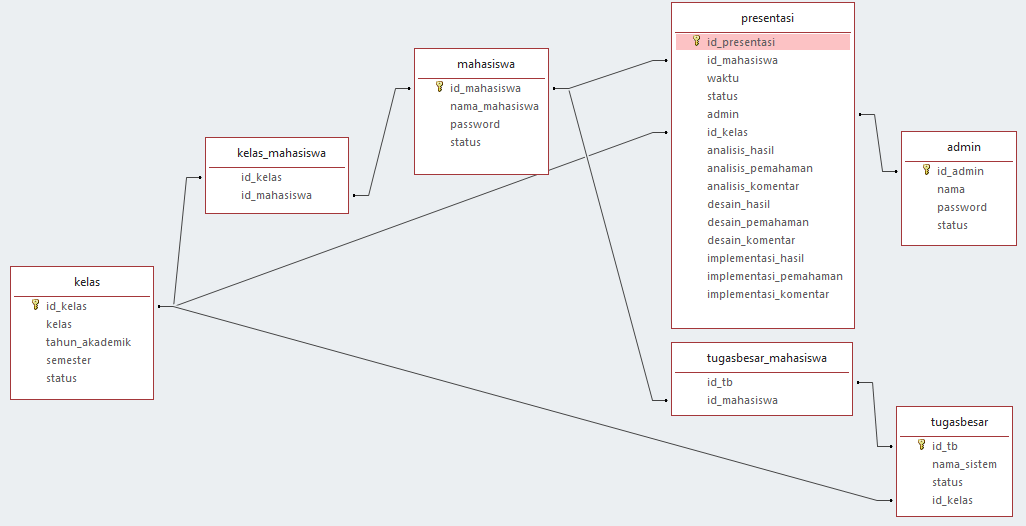 kelas
id_kelas
kelas
tahun_akademik
semester
status
kelas_mahasiswa
id_kelas
id_mahasiswa
mahasiswa
id_mahasiswa
nama_mahasiswa
password
status
presentasi
id_presentasi
id_mahasiswa
waktu
status
admin
id_kelas
analisis_hasil
analisis_pemahaman
analisis_komentar
desain_hasil
desain_pemahaman
desain_komentar
implementasi_hasil
implementasi_pemahaman
implementasi_komentar
admin
id_admin
nama
password
status
tugasbesar_mahasiswa
id_tb
id_mahasiswa
tugasbesar
id_tb
nama_sistem
status
id_kelas